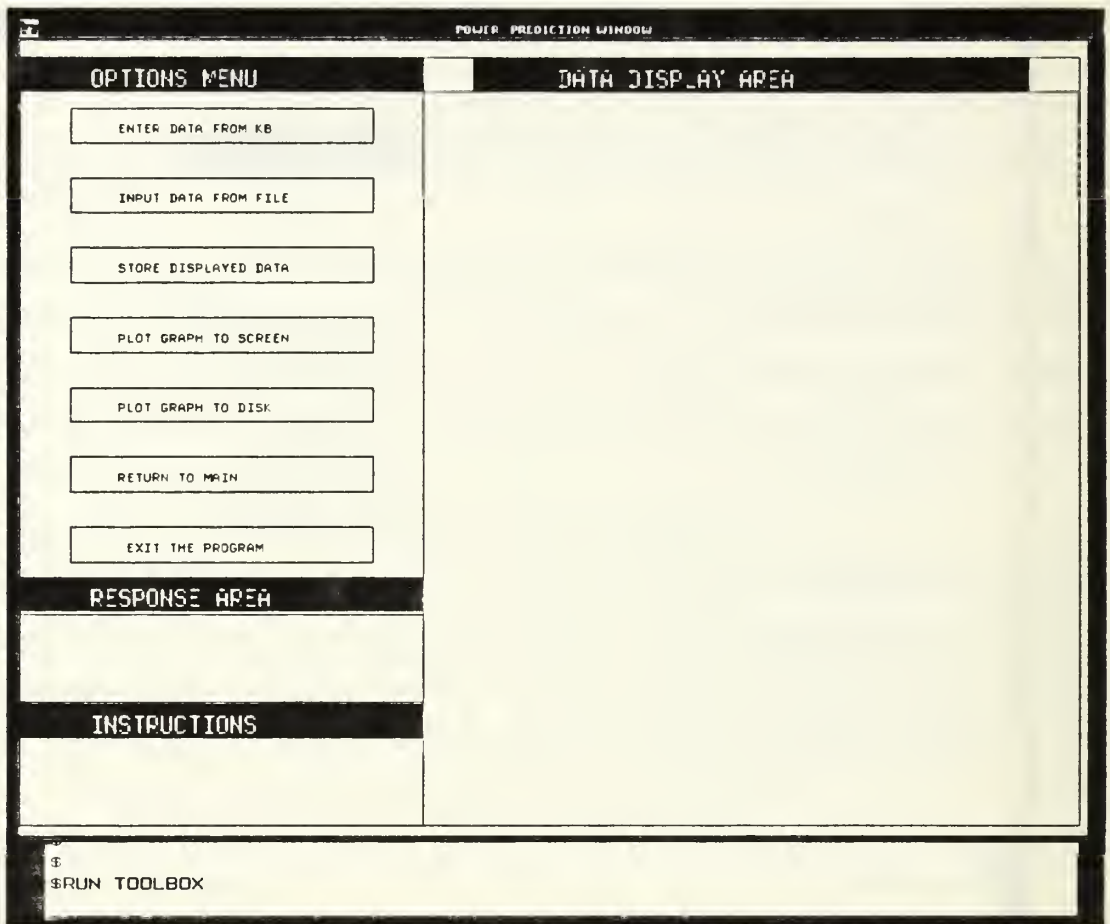 POWER PREDICTION WINDOW
OPTIONS MENU
ENTER DATA FROM KB
INPUT DATA FROM FILE
STORE DISPLAYED DATA
PLOT GRAPH TO SCREEN
PLOT GRAPH TO DISK
RETURN TO MAIN
EXIT THE PROGRAM
RESPONSE AREA
INSTRUCTIONS
DATA DISPLAY AREA
$
$RUN TOOLBOX